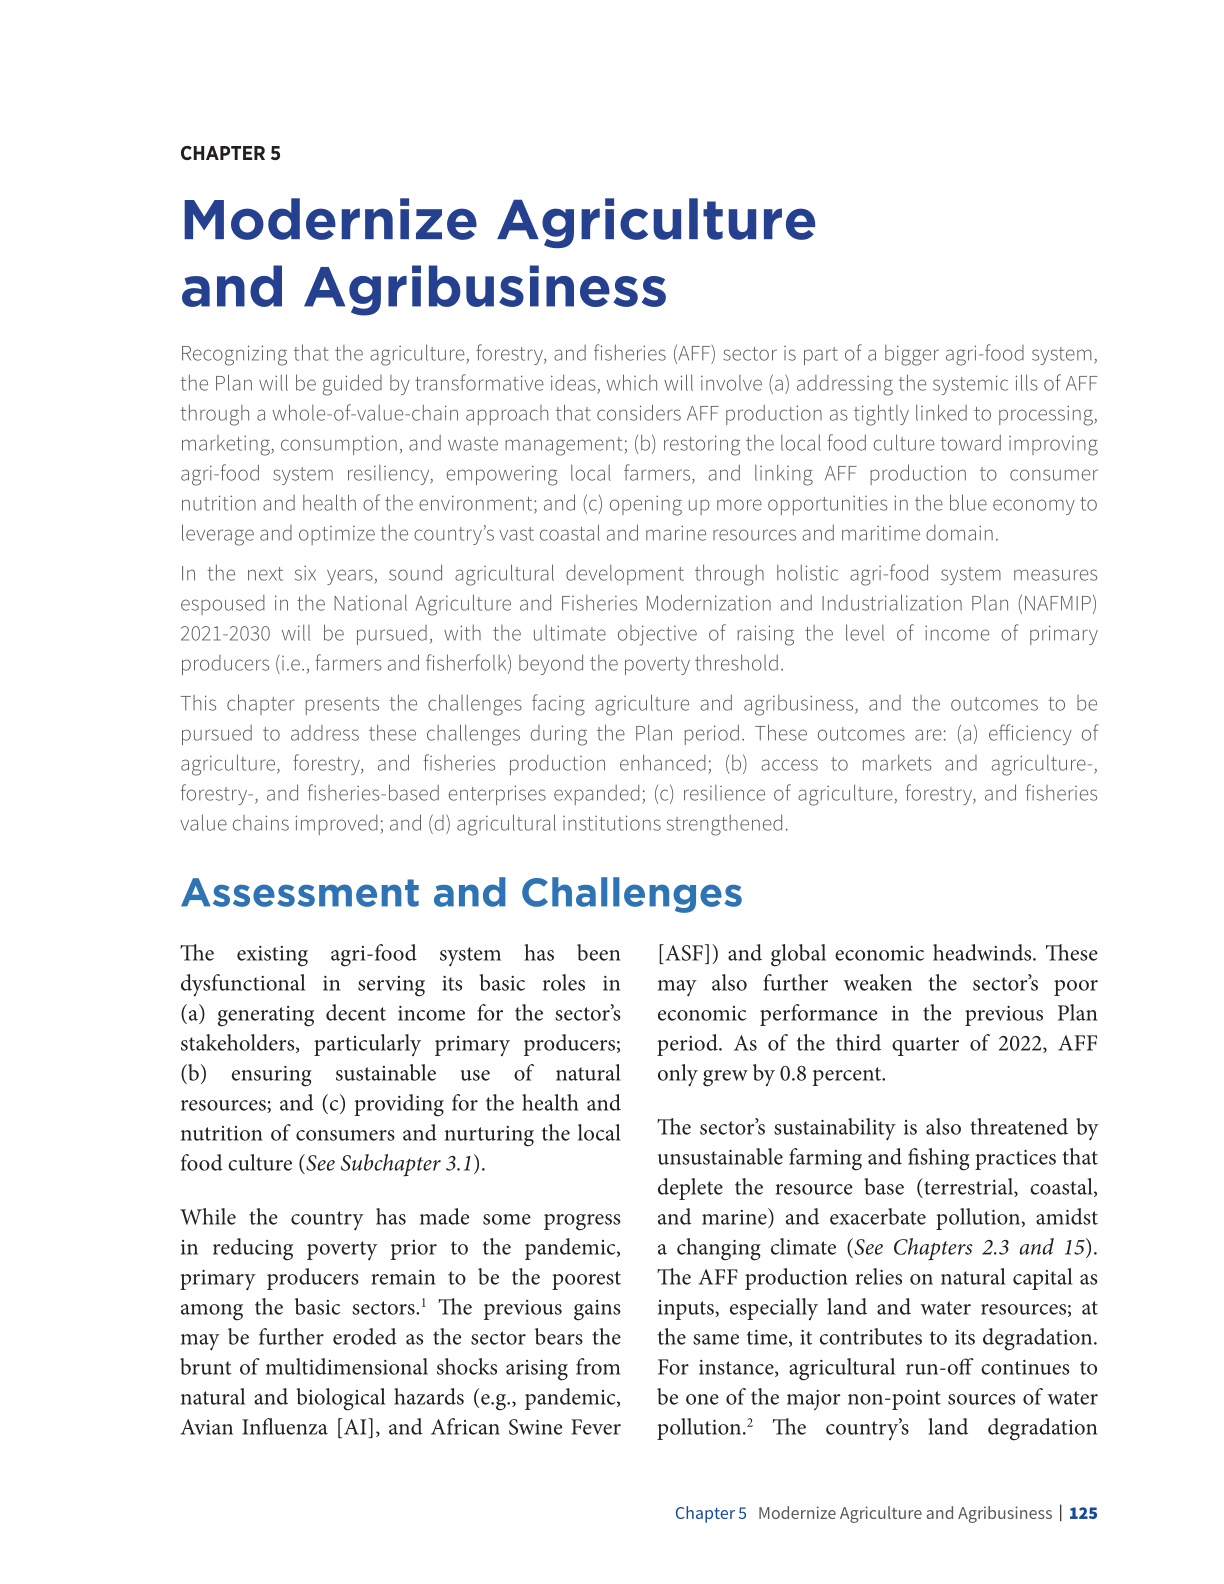 CHAPTER 5
Modernize Agriculture
and Agribusiness
Recognizing that the agriculture, forestry, and fisheries (AFF) sector is part of a bigger agri-food system,
the Plan will be guided by transformative ideas, which will involve (a) addressing the systemic ills of AFF
through a whole-of-value-chain approach that considers AFF production as tightly linked to processing,
marketing, consumption, and waste management; (b) restoring the local food culture toward improving
agri-food system resiliency, empowering local farmers, and linking AFF production to consumer
nutrition and health of the environment; and (c) opening up more opportunities in the blue economy to
leverage and optimize the country’s vast coastal and marine resources and maritime domain.
In the next six years, sound agricultural development through holistic agri-food system measures
espoused in the National Agriculture and Fisheries Modernization and Industrialization Plan (NAFMIP)
2021-2030 will be pursued, with the ultimate objective of raising the level of income of primary
producers (i.e., farmers and fisherfolk) beyond the poverty threshold.
This chapter presents the challenges facing agriculture and agribusiness, and the outcomes to be
pursued to address these challenges during the Plan period. These outcomes are: (a) efficiency of
agriculture, forestry, and fisheries production enhanced; (b) access to markets and agriculture-,
forestry-, and fisheries-based enterprises expanded; (c) resilience of agriculture, forestry, and fisheries
value chains improved; and (d) agricultural institutions strengthened.
Assessment and Challenges
The existing agri-food system has been
dysfunctional in serving its basic roles in
(a) generating decent income for the sector’s
stakeholders, particularly primary producers;
(b) ensuring sustainable use of natural
resources; and (c) providing for the health and
nutrition of consumers and nurturing the local
food culture (See Subchapter 3.1).
While the country has made some progress
in reducing poverty prior to the pandemic,
primary producers remain to be the poorest
among the basic sectors.¹ The previous gains
may be further eroded as the sector bears the
brunt of multidimensional shocks arising from
natural and biological hazards (e.g., pandemic,
Avian Influenza [AI], and African Swine Fever
[ASF]) and global economic headwinds. These
may also further weaken the sector’s poor
economic performance in the previous Plan
period. As of the third quarter of 2022, AFF
only grew by 0.8 percent.
The sector’s sustainability is also threatened by
unsustainable farming and fishing practices that
deplete the resource base (terrestrial, coastal,
and marine) and exacerbate pollution, amidst
a changing climate (See Chapters 2.3 and 15).
The AFF production relies on natural capital as
inputs, especially land and water resources; at
the same time, it contributes to its degradation.
For instance, agricultural run-off continues to
be one of the major non-point sources of water
pollution.² The country’s land degradation
Chapter 5 Modernize Agriculture and Agribusiness | 125